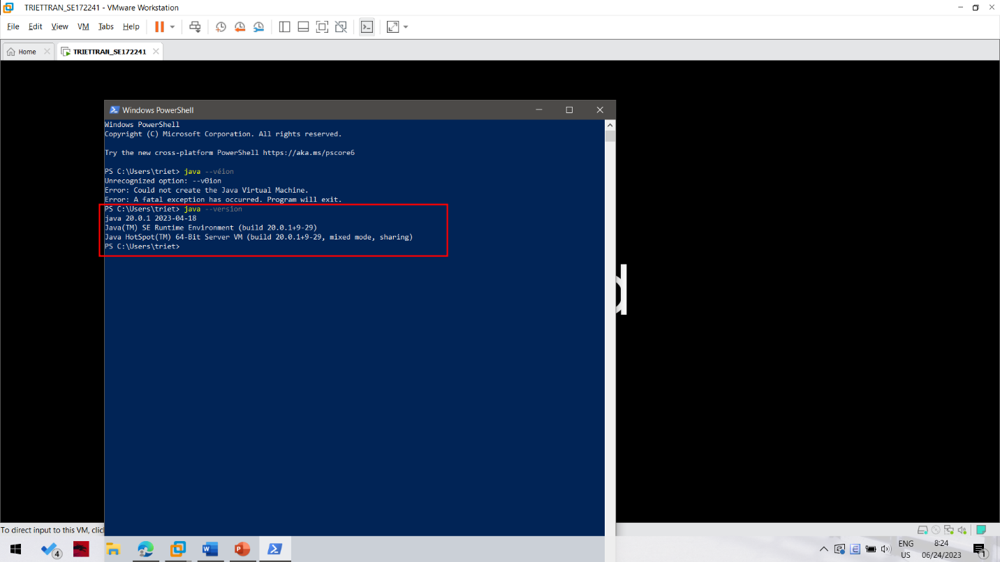 TRIETTRAN_SE172241 - VMware Workstation
File Edit View VM Tabs Help
Home
TRIETTRAN_SE172241
Windows PowerShell
Windows PowerShell
Copyright (C) Microsoft Corporation. All rights reserved.
Try the new cross-platform PowerShell https://aka.ms/pscore6
PS C:\Users\triet> java --véion
Unrecognized option: --vΘion
Error: Could not create the Java Virtual Machine.
Error: A fatal exception has occurred. Program will exit.
PS C:\Users\triet> java --version
java 20.0.1 2023-04-18
Java(TM) SE Runtime Environment (build 20.0.1+9-29)
Java HotSpot(TM) 64-Bit Server VM (build 20.0.1+9-29, mixed mode, sharing)
PS C:\Users\triet>
d
To direct input to this VM, clic
4
ENG
US
8:24
06/24/2023
1